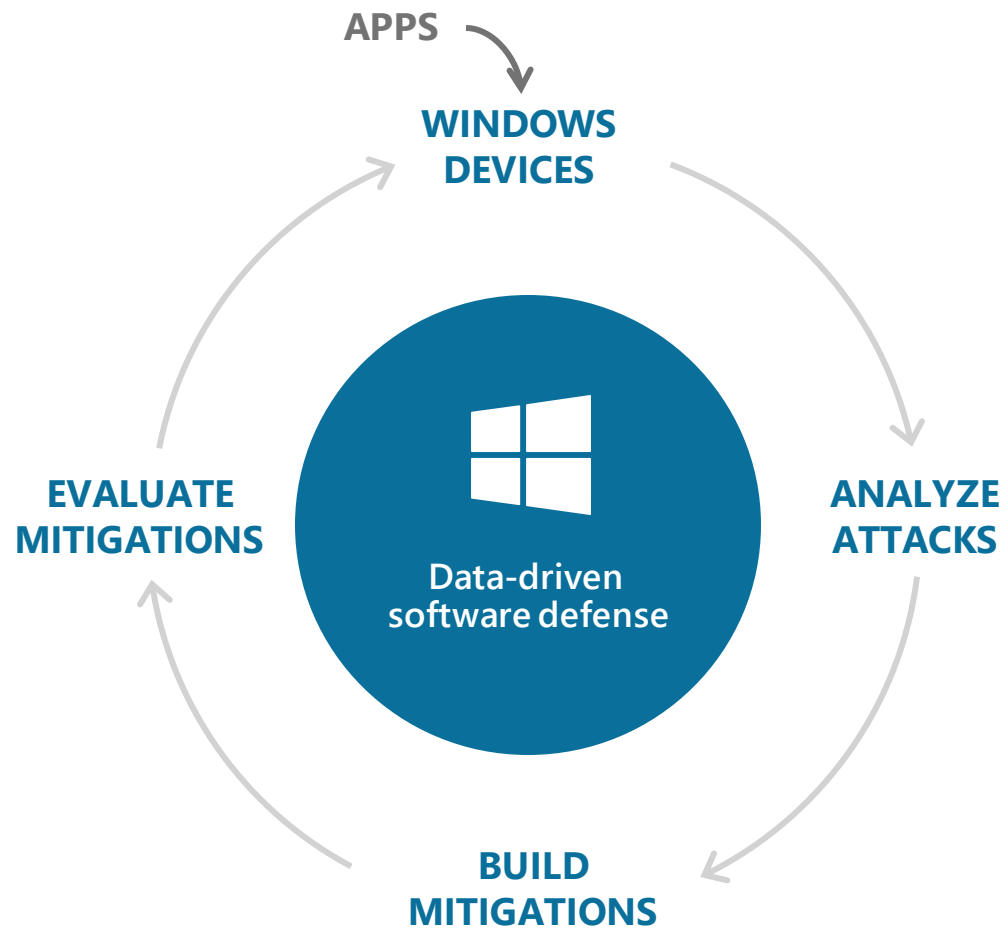 APPS
WINDOWS
DEVICES
EVALUATE
MITIGATIONS
ANALYZE
ATTACKS
Data-driven
software defense
BUILD
MITIGATIONS